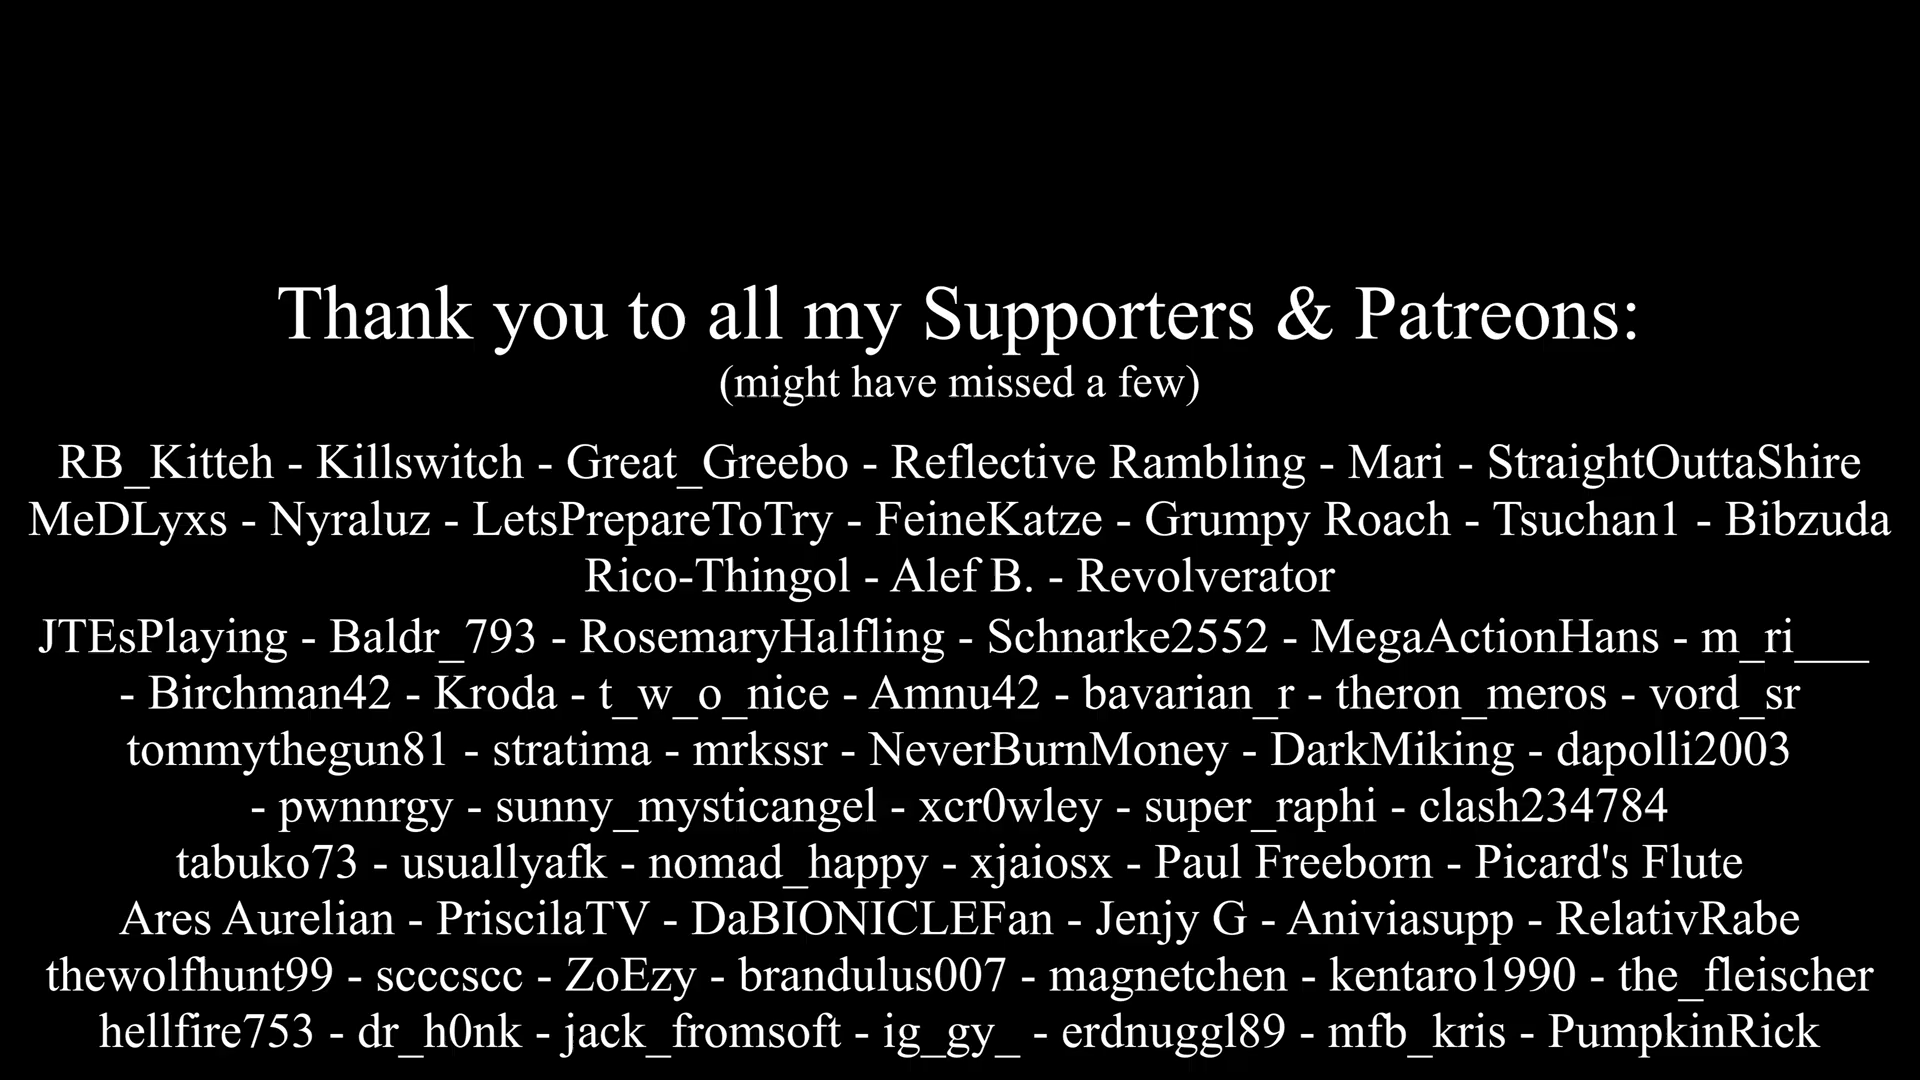 Thank you to all my Supporters & Patreons:
(might have missed a few)
RB_Kitteh - Killswitch - Great_Greebo - Reflective Rambling - Mari - StraightOuttaShire
MeDLyxs - Nyraluz - LetsPrepareToTry - FeineKatze - Grumpy Roach - Tsuchan1 - Bibzuda
Rico-Thingol - Alef B. - Revolverator
JTEsPlaying - Baldr_793 - RosemaryHalfling - Schnarke2552 - MegaActionHans - m_ri___
- Birchman42 - Kroda - t_w_o_nice - Amnu42 - bavarian_r - theron_meros - vord_sr
tommythegun81 - stratima - mrkssr - NeverBurnMoney - DarkMiking - dapolli2003
- pwnnrgy - sunny_mysticangel - xcr0wley - super_raphi - clash234784
tabuko73 - usuallyafk - nomad_happy - xjaiosx - Paul Freeborn - Picard's Flute
Ares Aurelian - PriscilaTV - DaBIONICLEFan - Jenjy G - Aniviasupp - RelativRabe
thewolfhunt99 - scccscc - ZoEzy - brandulus007 - magnetchen - kentaro1990 - the_fleischer
hellfire753 - dr_h0nk - jack_fromsoft - ig_gy_ - erdnuggl89 - mfb_kris - PumpkinRick